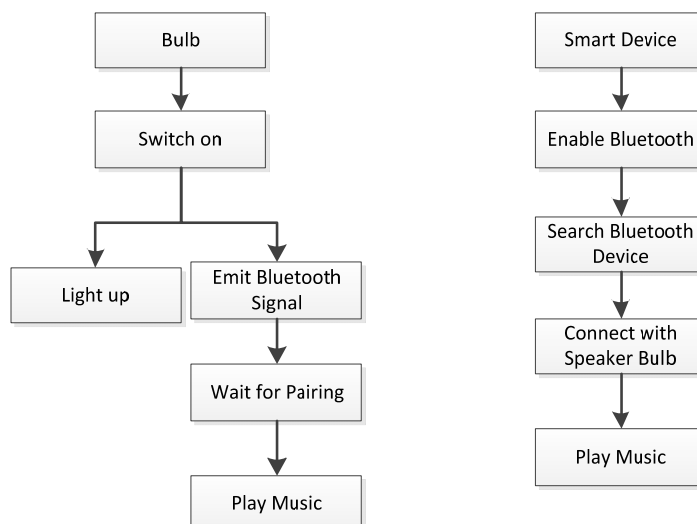 Bulb
Switch on
Light up
Emit Bluetooth
Signal
Wait for Pairing
Play Music
Smart Device
Enable Bluetooth
Search Bluetooth
Device
Connect with
Speaker Bulb
Play Music